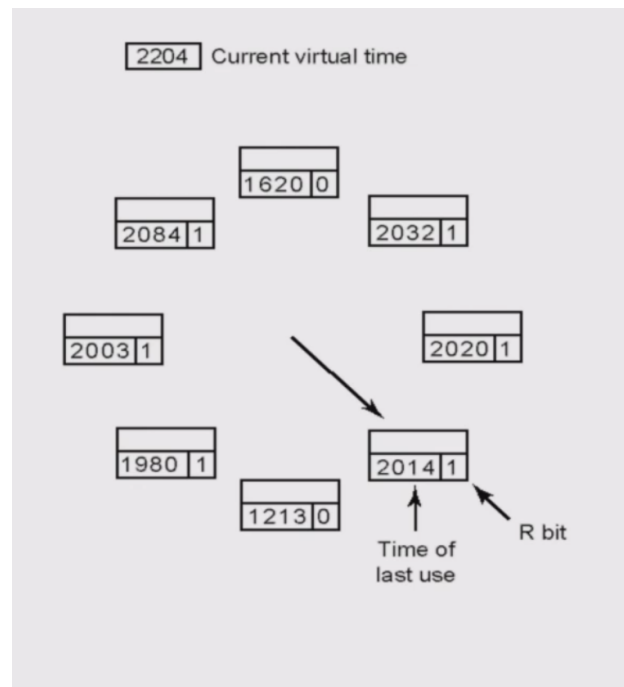 2204 Current virtual time
1620 0
2084 1
2032 1
2003 1
2020 1
1980 1
2014 1
1213 0
R bit
Time of
last use